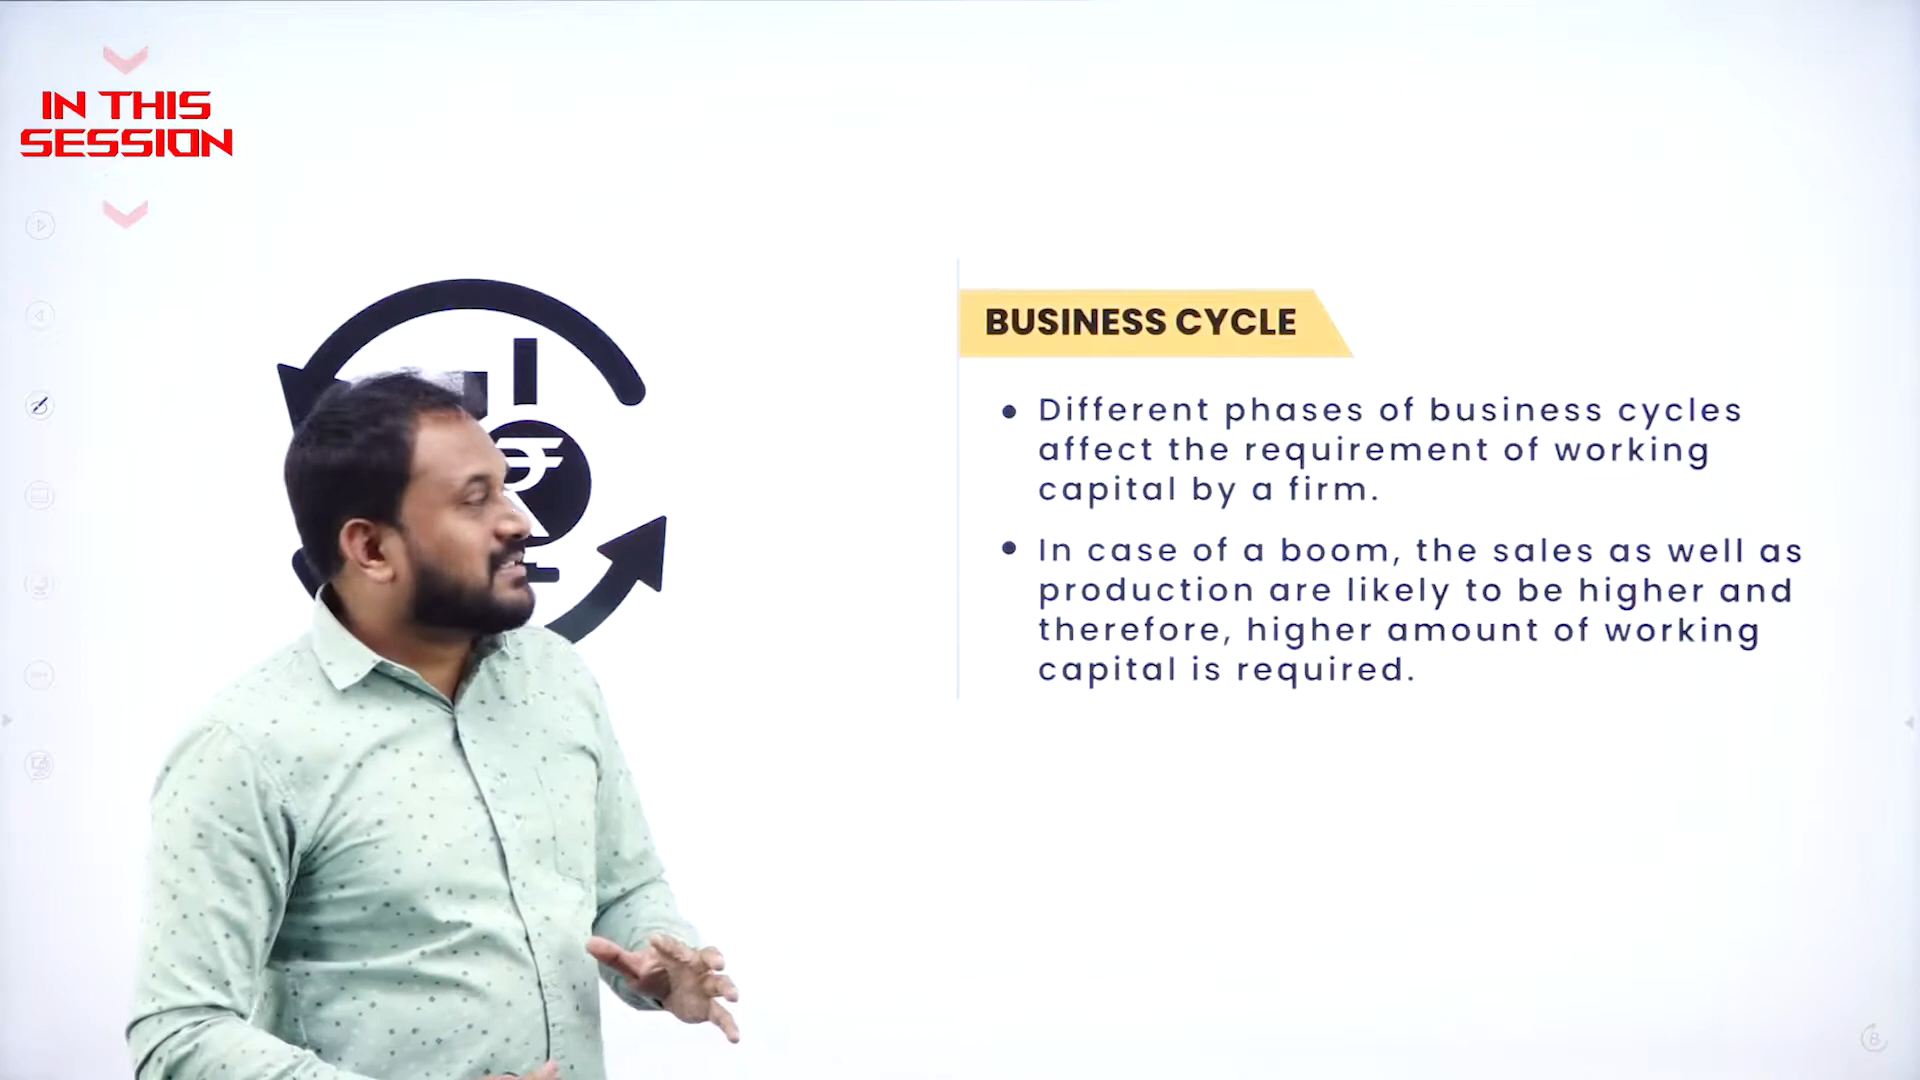 IN THIS
SESSION
BUSINESS CYCLE
• Different phases of business cycles
affect the requirement of working
capital by a firm.
• In case of a boom, the sales as well as
production are likely to be higher and
therefore, higher amount of working
capital is required.
₹
8